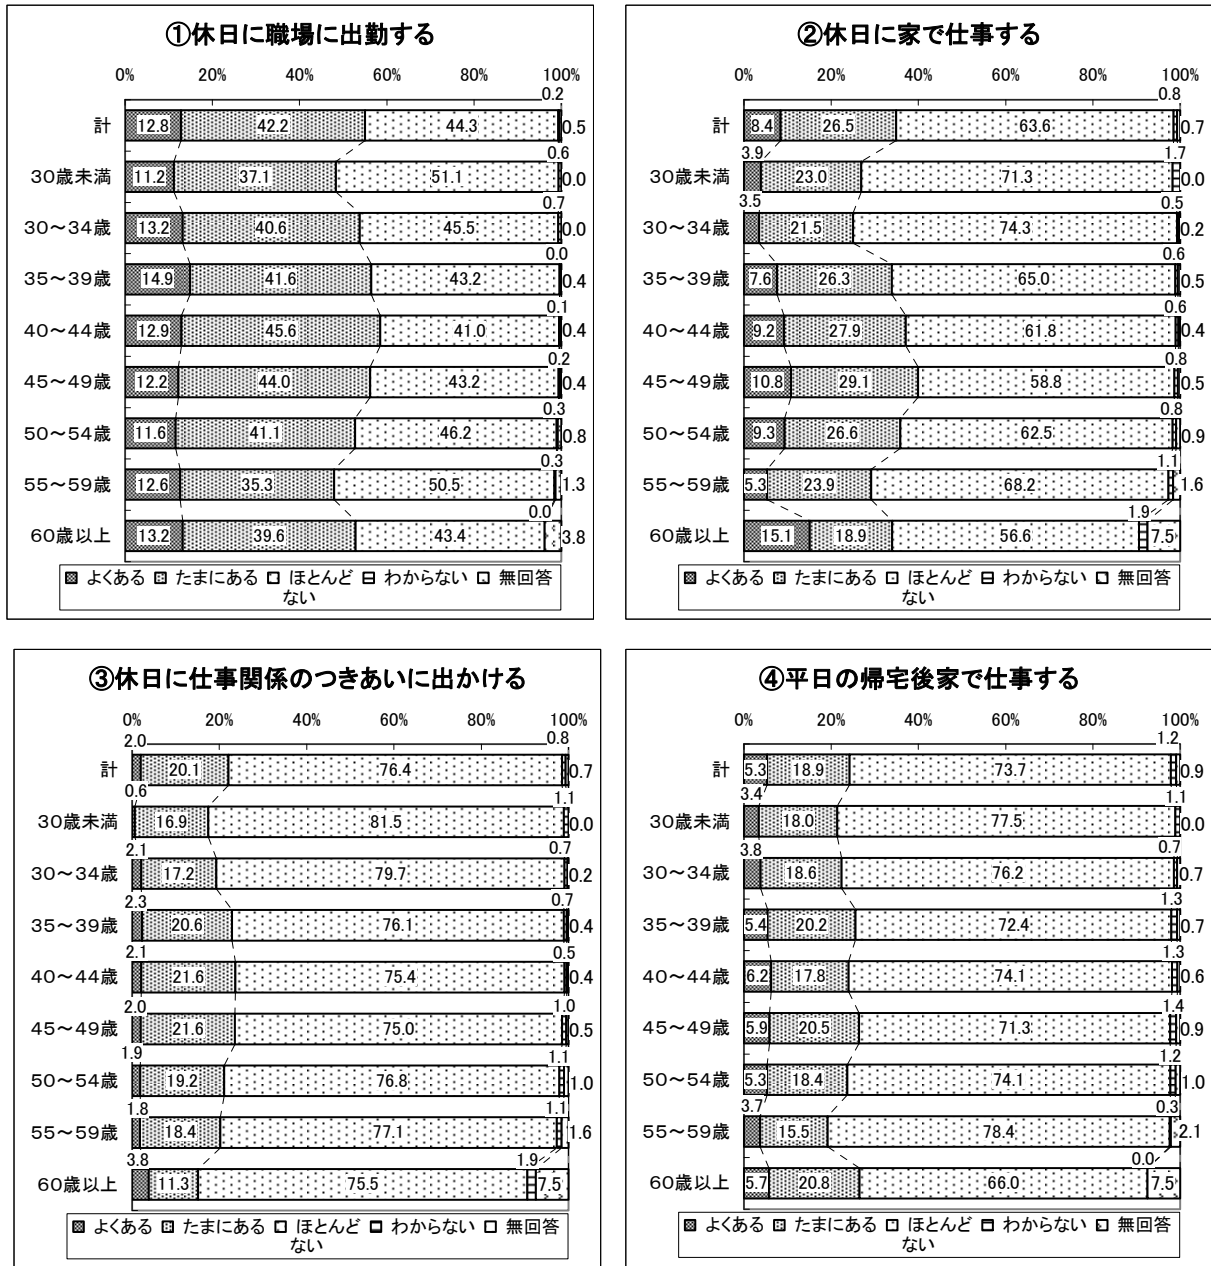 ①休日に職場に出勤する
0% 20% 40% 60% 80% 100%
0.2
計 12.8 42.2 44.3 0.5
0.6
30歳未満 11.2 37.1 51.1 0.0
0.7
30～34歳 13.2 40.6 45.5 0.0
0.0
35～39歳 14.9 41.6 43.2 0.4
0.1
40～44歳 12.9 45.6 41.0 0.4
0.2
45～49歳 12.2 44.0 43.2 0.4
0.3
50～54歳 11.6 41.1 46.2 0.8
0.3
55～59歳 12.6 35.3 50.5 1.3
0.0
60歳以上 13.2 39.6 43.4 3.8
よくある たまにある ほとんど わからない 無回答
ない
②休日に家で仕事する
0% 20% 40% 60% 80% 100%
0.8
計 8.4 26.5 63.6 0.7
3.9 1.7
30歳未満 23.0 71.3 0.0
3.5 0.5
30～34歳 21.5 74.3 0.2
0.6
35～39歳 7.6 26.3 65.0 0.5
0.6
40～44歳 9.2 27.9 61.8 0.4
0.8
45～49歳 10.8 29.1 58.8 0.5
0.8
50～54歳 9.3 26.6 62.5 0.9
1.1
55～59歳 5.3 23.9 68.2 1.6
1.9
60歳以上 15.1 18.9 56.6 7.5
よくある たまにある ほとんど わからない 無回答
ない
③休日に仕事関係のつきあいに出かける
0% 20% 40% 60% 80% 100%
2.0 0.8
計 20.1 76.4 0.7
0.6 1.1
30歳未満 16.9 81.5 0.0
2.1 0.7
30～34歳 17.2 79.7 0.2
2.3 0.7
35～39歳 20.6 76.1 0.4
2.1 0.5
40～44歳 21.6 75.4 0.4
2.0 1.0
45～49歳 21.6 75.0 0.5
1.9 1.1
50～54歳 19.2 76.8 1.0
1.8 1.1
55～59歳 18.4 77.1 1.6
3.8 1.9
60歳以上 11.3 75.5 7.5
よくある たまにある ほとんど わからない 無回答
ない
④平日の帰宅後家で仕事する
0% 20% 40% 60% 80% 100%
1.2
計 5.3 18.9 73.7 0.9
3.4 1.1
30歳未満 18.0 77.5 0.0
3.8 0.7
30～34歳 18.6 76.2 0.7
1.3
35～39歳 5.4 20.2 72.4 0.7
1.3
40～44歳 6.2 17.8 74.1 0.6
1.4
45～49歳 5.9 20.5 71.3 0.9
1.2
50～54歳 5.3 18.4 74.1 1.0
3.7 0.3
55～59歳 15.5 78.4 2.1
0.0
60歳以上 5.7 20.8 66.0 7.5
よくある たまにある ほとんど わからない 無回答
ない